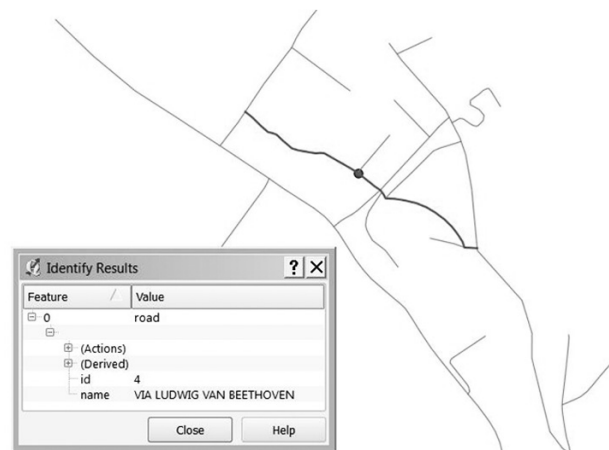 Identify Results
Feature Value
0 road
(Actions)
(Derived)
id 4
name VIA LUDWIG VAN BEETHOVEN
Close Help